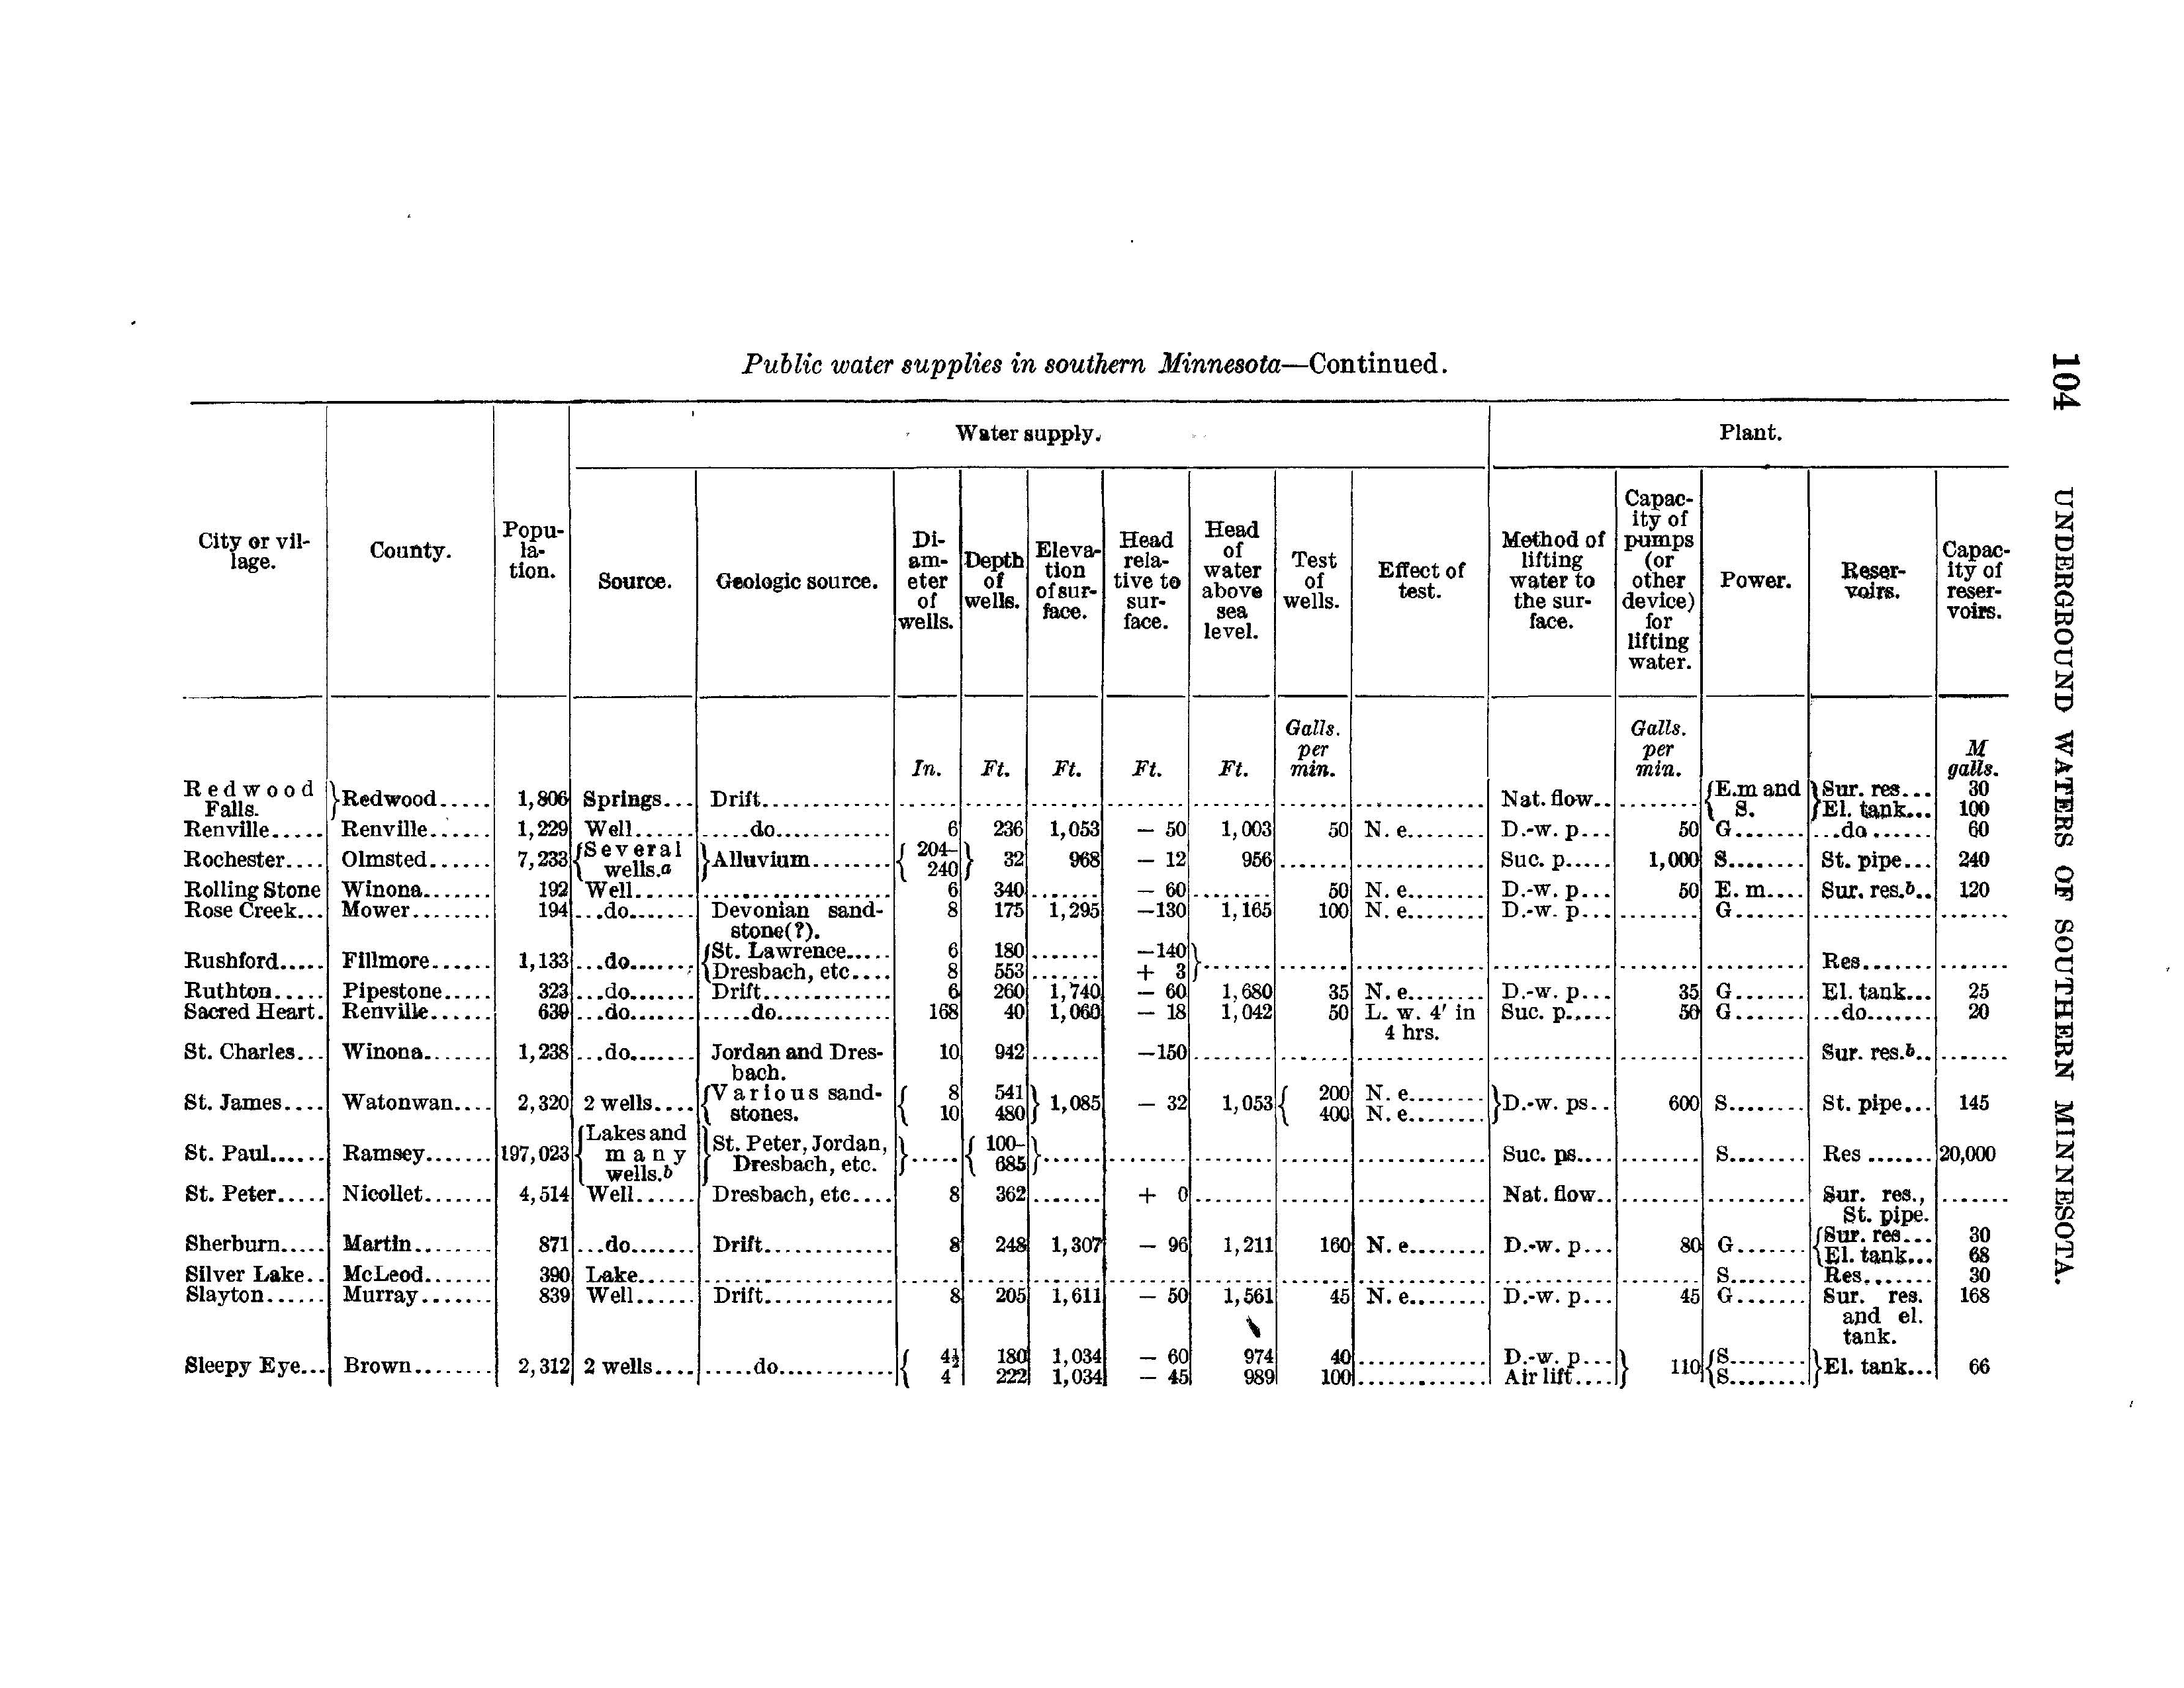 Public water supplies in southern Minnesota—Continued.
104 UNDERGROUND WATERS OF SOUTHERN MINNESOTA.
Water supply. Plant.
City or village. County. Population. Source. Geologic source. Diameter of wells. Depth of wells. Elevation of surface. Head relative to surface. Head of water above sea level. Test of wells. Effect of test. Method of lifting water to the surface. Capacity of pumps (or other device) for lifting water. Power. Reservoirs. Capacity of reservoirs.
In. Ft. Ft. Ft. Ft. Galls. per min. Galls. per min. M galls.
Redwood Falls. Redwood..... 1,806 Springs... Drift............ Nat. flow.. E.m and S. Sur. res... 30
El. tank... 100
Renville..... Renville...... 1,229 Well...... .....do............ 6 236 1,053 — 50 1,003 50 N. e........ D.-w. p... 50 G....... ...do ...... 60
Rochester.... Olmsted...... 7,233 Several wells.a Alluvium........ 204-240 32 968 — 12 956 Suc. p..... 1,000 S........ St. pipe... 240
Rolling Stone Winona....... 192 Well...... 6 340 ....... — 60 ........ 50 N. e........ D.-w. p... 50 E. m.... Sur. res.b.. 120
Rose Creek... Mower........ 194 ...do....... Devonian sandstone(?). 8 175 1,295 —130 1,165 100 N. e........ D.-w. p... ........ G.......
Rushford..... Fillmore...... 1,133 ...do....... St. Lawrence..... 6 180 ....... —140
Dresbach, etc.... 8 553 ....... + 3 Res.......
Ruthton..... Pipestone..... 323 ...do....... Drift............. 6 260 1,740 — 60 1,680 35 N. e........ D.-w. p... 35 G....... El. tank... 25
Sacred Heart. Renville...... 639 ...do....... .....do............ 168 40 1,060 — 18 1,042 50 L. w. 4' in 4 hrs. Suc. p..... 50 G....... ...do....... 20
St. Charles... Winona....... 1,238 ...do....... Jordan and Dresbach. 10 942 ....... —150 Sur. res.b..
St. James.... Watonwan.... 2,320 2 wells.... Various sandstones. 8 541 1,085 — 32 1,053 200 N. e........ D.-w. ps.. 600 S........ St. pipe... 145
10 480 400 N. e........
St. Paul...... Ramsey....... 197,023 Lakes and many wells.b St. Peter, Jordan, Dresbach, etc. ..... 100-685 Suc. ps.... S........ Res ....... 20,000
St. Peter..... Nicollet....... 4,514 Well...... Dresbach, etc.... 8 362 ....... + 0 Nat. flow.. Sur. res., St. pipe.
Sherburn..... Martin........ 871 ...do....... Drift............. 8 248 1,307 — 96 1,211 160 N. e........ D.-w. p... 80 G....... Sur. res... 30
El. tank... 68
Silver Lake.. McLeod....... 390 Lake...... S........ Res....... 30
Slayton...... Murray....... 839 Well...... Drift............. 8 205 1,611 — 50 1,561 45 N. e........ D.-w. p... 45 G....... Sur. res. and el. tank. 168
Sleepy Eye... Brown........ 2,312 2 wells.... .....do............ 4½ 180 1,034 — 60 974 40 ............. D.-w. p.... 110 S........ El. tank... 66
4 222 1,034 — 45 989 100 ............. Air lift.... S........